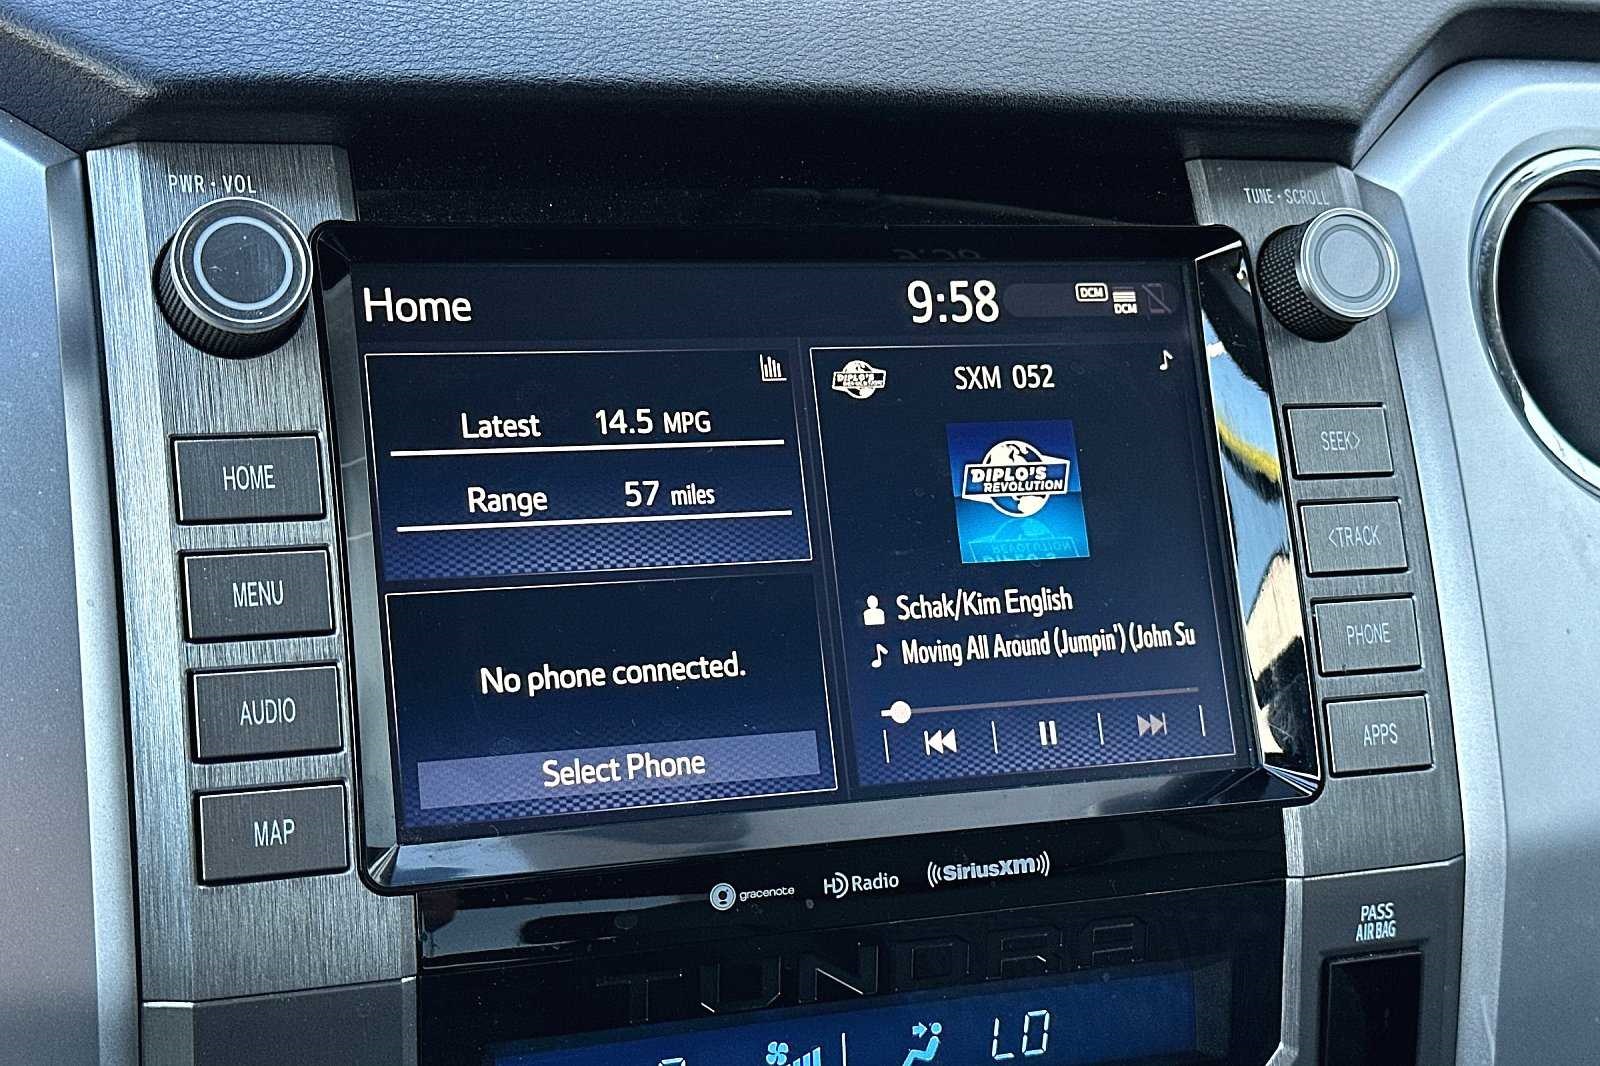 PWR • VOL
TUNE • SCROLL
Home
9:58
DCM
DCM
Latest 14.5 MPG
Range 57 miles
No phone connected.
Select Phone
DIPLO'S
REVOLUTION
SXM 052
DIPLO'S
REVOLUTION
Schak/Kim English
Moving All Around (Jumpin') (John Su
HOME
MENU
AUDIO
MAP
SEEK>
<TRACK
PHONE
APPS
gracenote
HD Radio
((SiriusXM))
PASS
AIR BAG
TUNDRA
LO